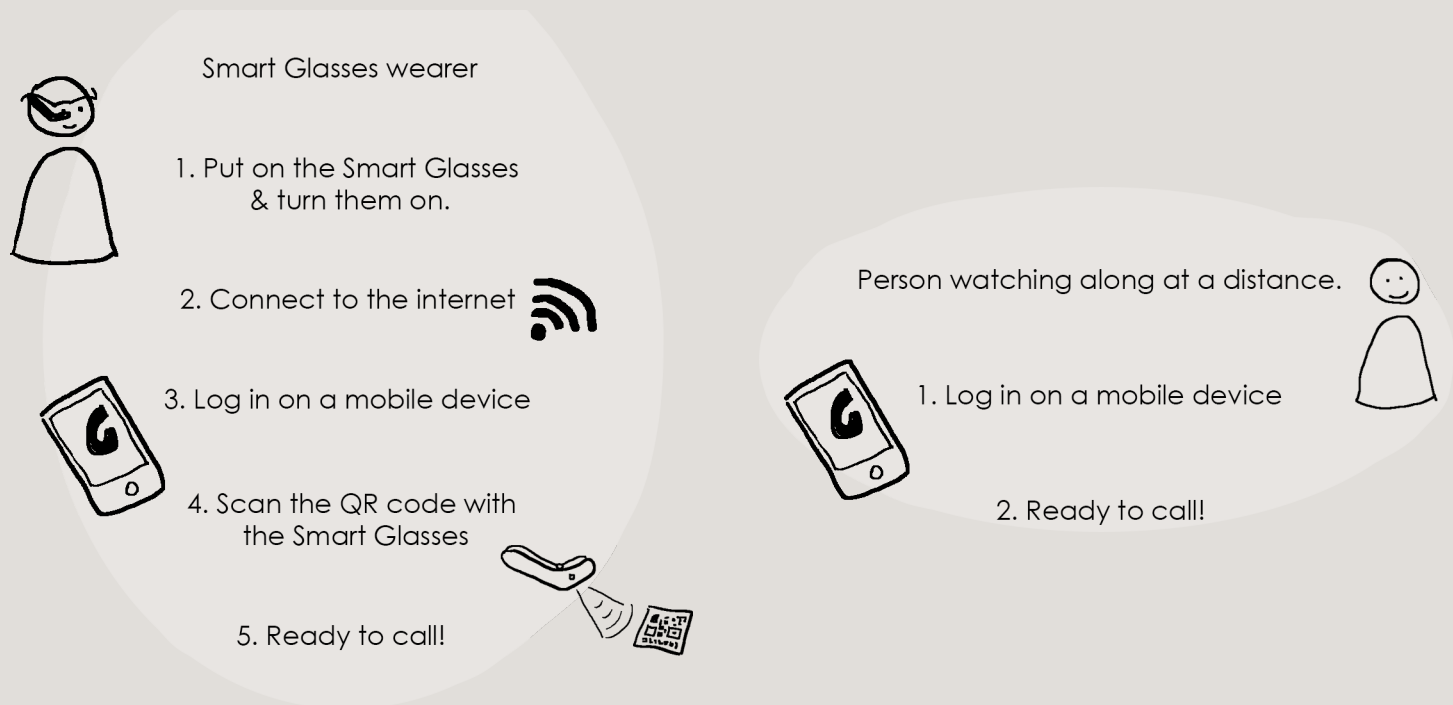 Smart Glasses wearer
1. Put on the Smart Glasses
& turn them on.
2. Connect to the internet
3. Log in on a mobile device
4. Scan the QR code with
the Smart Glasses
5. Ready to call!
Person watching along at a distance.
1. Log in on a mobile device
2. Ready to call!